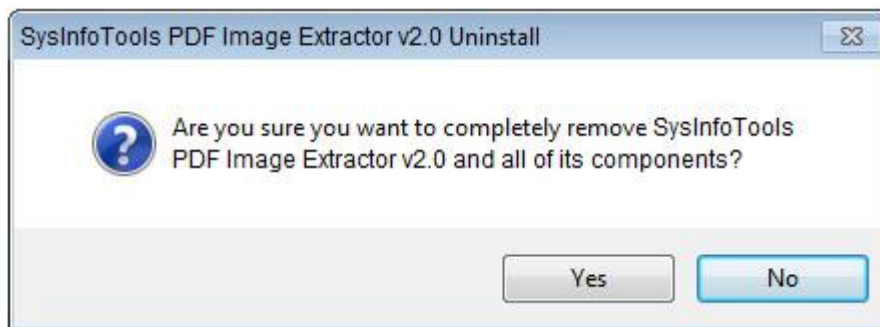 SysInfoTools PDF Image Extractor v2.0 Uninstall
Are you sure you want to completely remove SysInfoTools
PDF Image Extractor v2.0 and all of its components?
Yes No